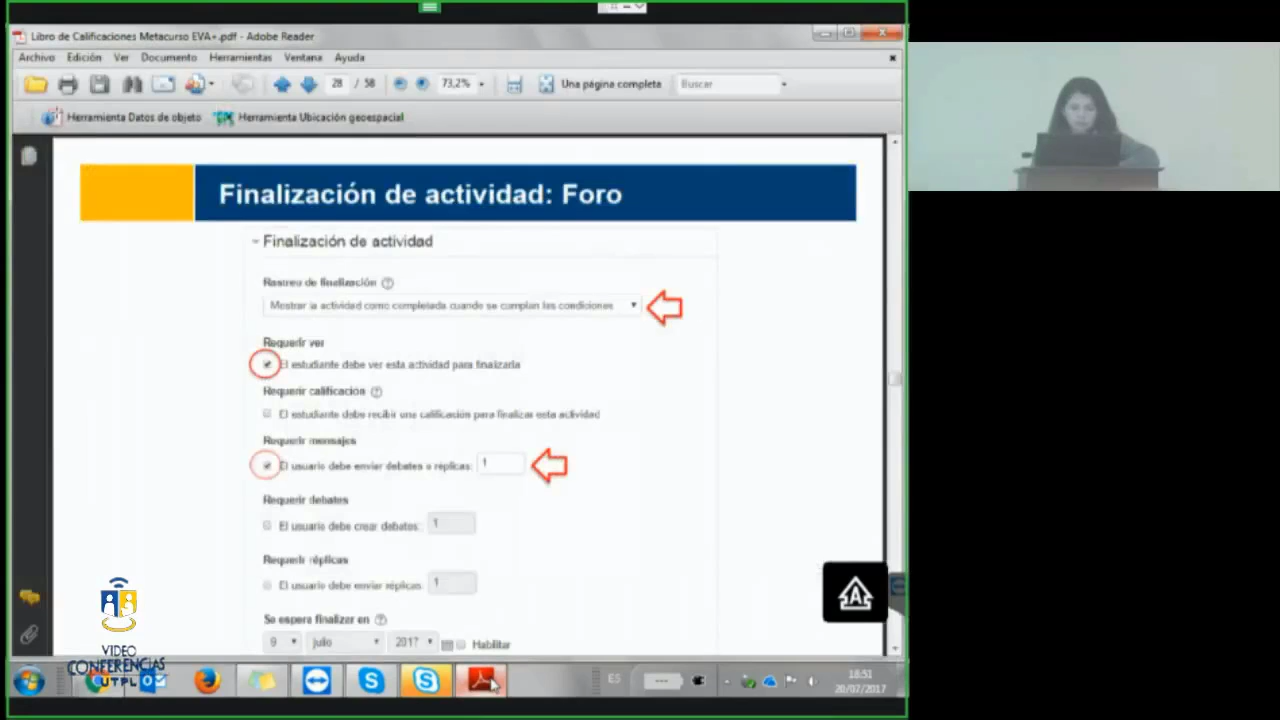 Libro de Calificaciones Metacurso EVA+.pdf - Adobe Reader
Archivo Edición Ver Documento Herramientas Ventana Ayuda
28 / 58 73,2% Una página completa Buscar
Herramienta Datos de objeto Herramienta Ubicación geoespacial
Finalización de actividad: Foro
Finalización de actividad
Rastreo de finalización
Mostrar la actividad como completada cuando se cumplan las condiciones
Requerir ver
El estudiante debe ver esta actividad para finalizarla
Requerir calificación
El estudiante debe recibir una calificación para finalizar esta actividad
Requerir mensajes
El usuario debe enviar debates o réplicas: 1
Requerir debates
El usuario debe crear debates: 1
Requerir réplicas
El usuario debe enviar réplicas: 1
Se espera finalizar en
9 julio 2017 Habilitar
VIDEO
CONFERENCIAS
UTPL
ES
18:51
20/07/2017